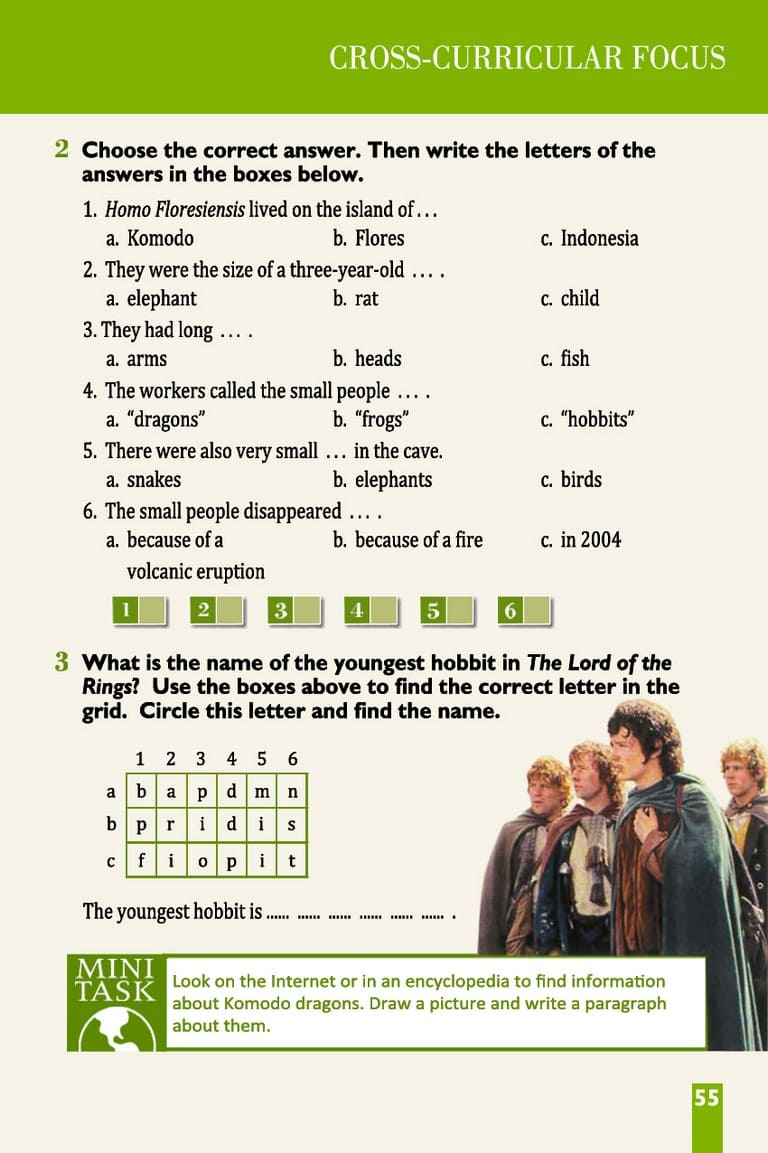 CROSS-CURRICULAR FOCUS
2 Choose the correct answer. Then write the letters of the
answers in the boxes below.
1. Homo Floresiensis lived on the island of . . .
a. Komodo b. Flores c. Indonesia
2. They were the size of a three-year-old . . . .
a. elephant b. rat c. child
3. They had long . . . .
a. arms b. heads c. fish
4. The workers called the small people . . . .
a. “dragons” b. “frogs” c. “hobbits”
5. There were also very small . . . in the cave.
a. snakes b. elephants c. birds
6. The small people disappeared . . . .
a. because of a b. because of a fire c. in 2004
volcanic eruption
1 2 3 4 5 6
3 What is the name of the youngest hobbit in The Lord of the
Rings? Use the boxes above to find the correct letter in the
grid. Circle this letter and find the name.
1 2 3 4 5 6
a b a p d m n
b p r i d i s
c f i o p i t
The youngest hobbit is ...... ...... ...... ...... ...... ...... .
MINI
TASK
Look on the Internet or in an encyclopedia to find information
about Komodo dragons. Draw a picture and write a paragraph
about them.
55